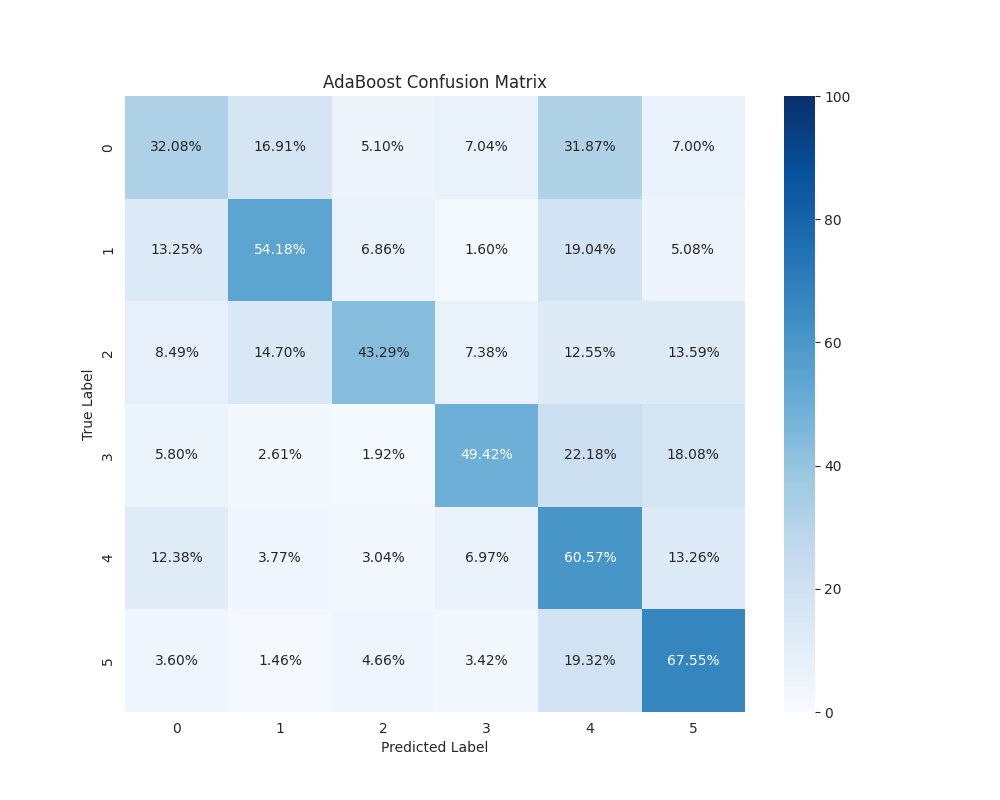 AdaBoost Confusion Matrix
0 32.08% 16.91% 5.10% 7.04% 31.87% 7.00%
1 13.25% 54.18% 6.86% 1.60% 19.04% 5.08%
2 8.49% 14.70% 43.29% 7.38% 12.55% 13.59%
3 5.80% 2.61% 1.92% 49.42% 22.18% 18.08%
4 12.38% 3.77% 3.04% 6.97% 60.57% 13.26%
5 3.60% 1.46% 4.66% 3.42% 19.32% 67.55%
0 1 2 3 4 5
Predicted Label
True Label
100
80
60
40
20
0